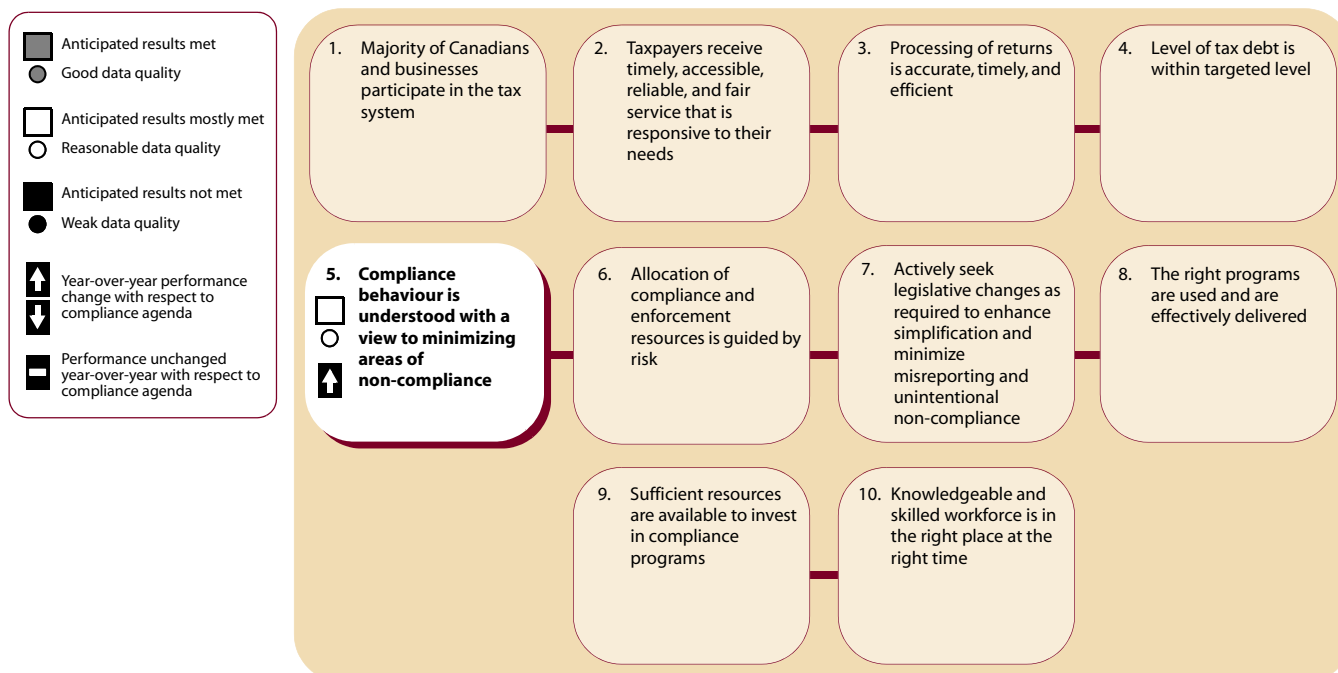 Anticipated results met
Good data quality
Anticipated results mostly met
Reasonable data quality
Anticipated results not met
Weak data quality
Year-over-year performance
change with respect to
compliance agenda
Performance unchanged
year-over-year with respect to
compliance agenda
1. Majority of Canadians
and businesses
participate in the tax
system
2. Taxpayers receive
timely, accessible,
reliable, and fair
service that is
responsive to their
needs
3. Processing of returns
is accurate, timely, and
efficient
4. Level of tax debt is
within targeted level
5. Compliance
behaviour is
understood with a
view to minimizing
areas of
non-compliance
6. Allocation of
compliance and
enforcement
resources is guided by
risk
7. Actively seek
legislative changes as
required to enhance
simplification and
minimize
misreporting and
unintentional
non-compliance
8. The right programs
are used and are
effectively delivered
9. Sufficient resources
are available to invest
in compliance
programs
10. Knowledgeable and
skilled workforce is in
the right place at the
right time